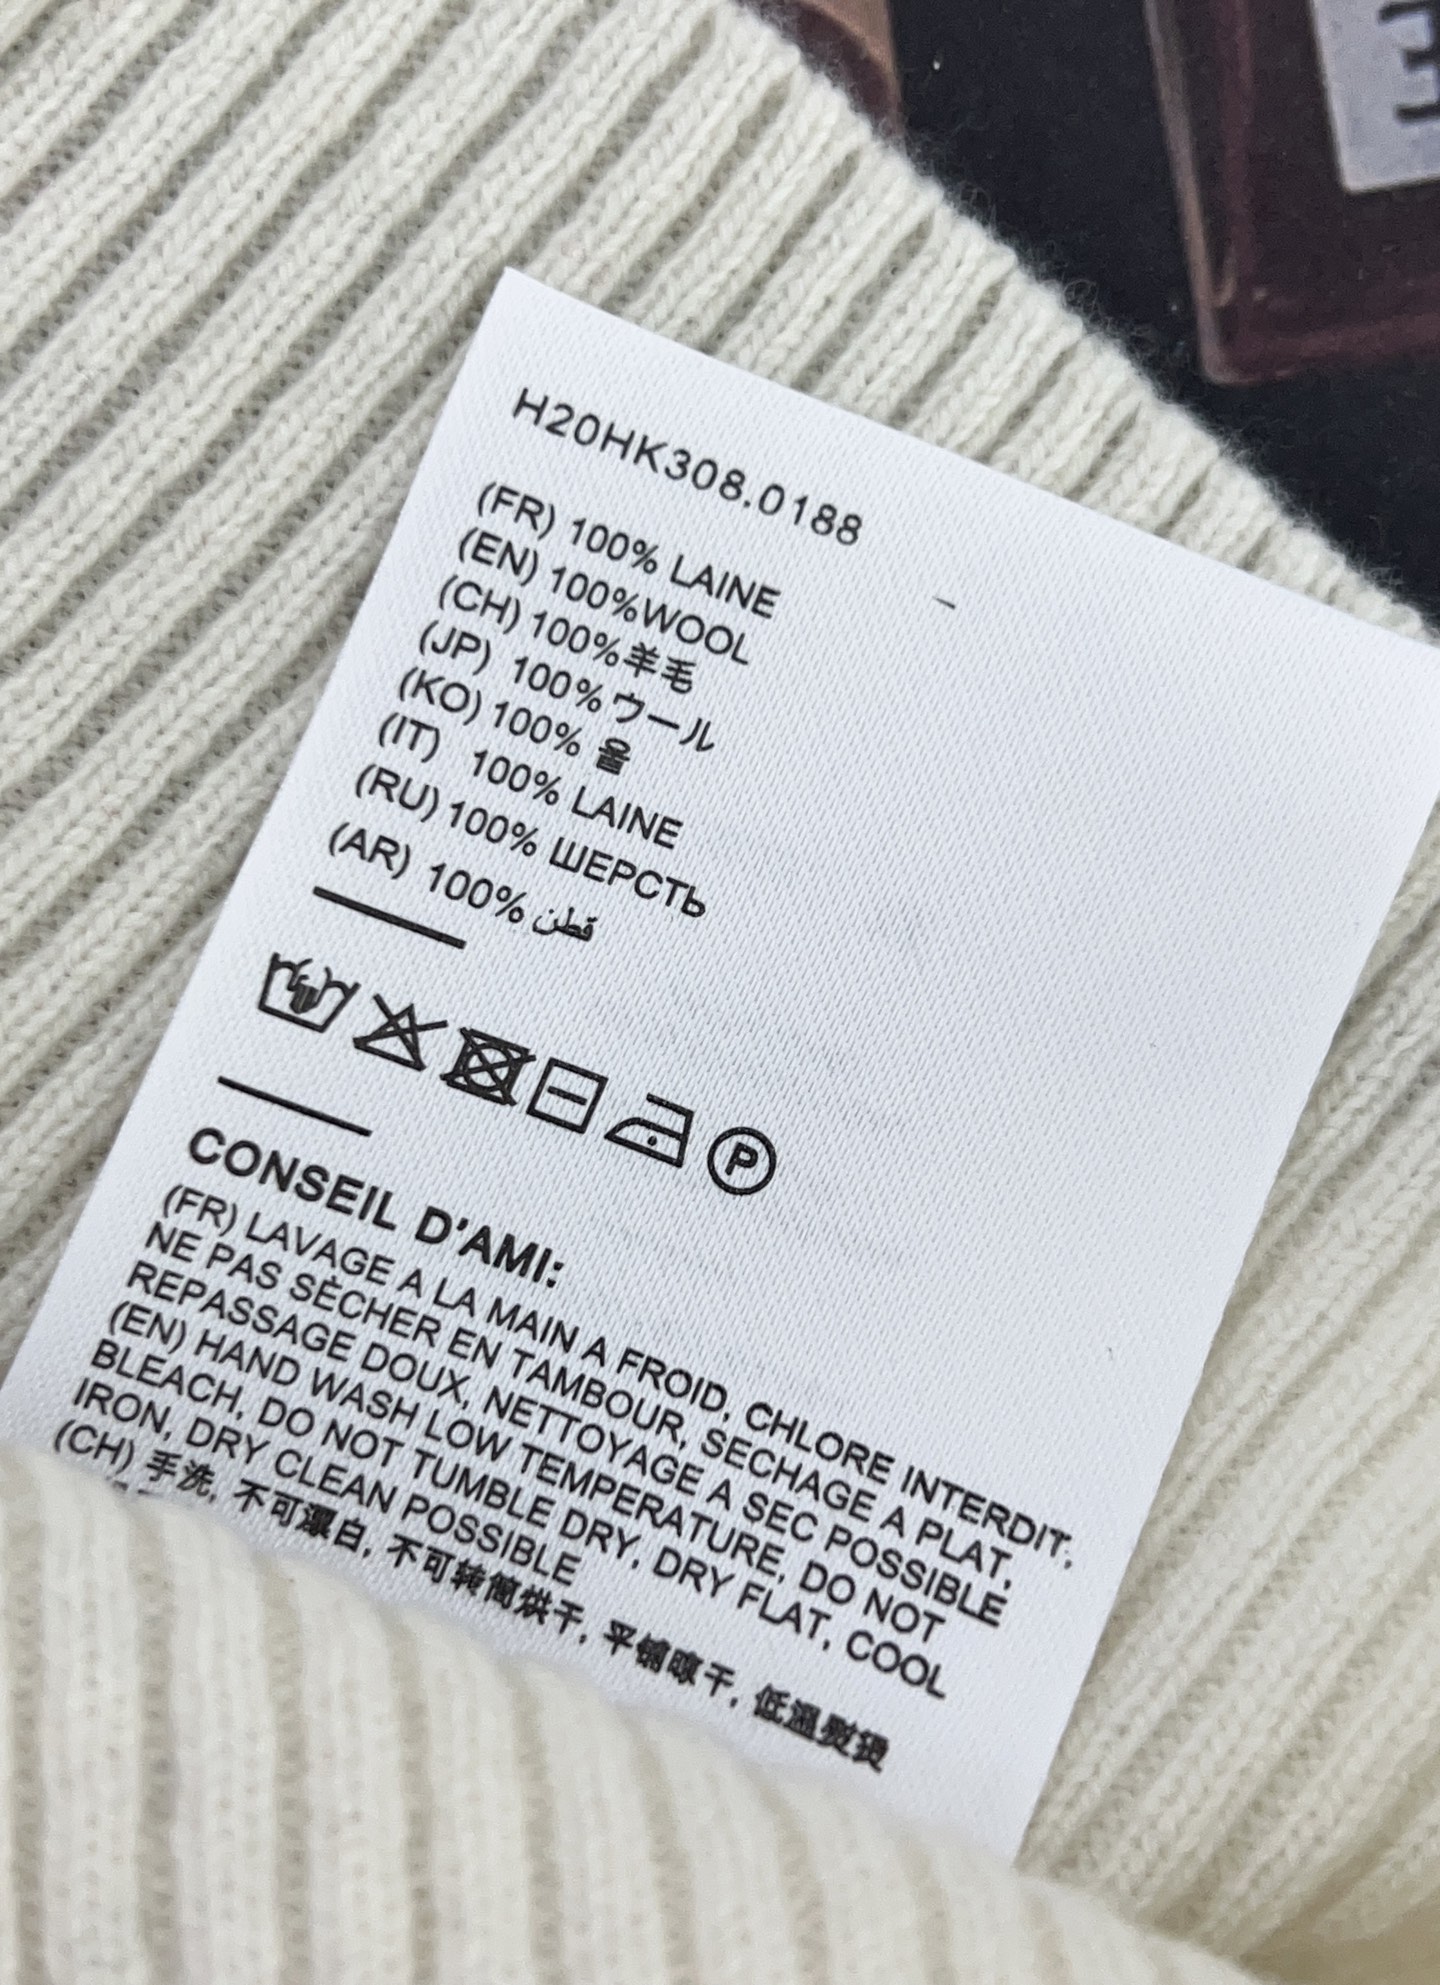 H20HK308.0188
(FR) 100% LAINE
(EN) 100%WOOL
(CH) 100%羊毛
(JP) 100%ウール
(KO) 100% 울
(IT) 100% LAINE
(RU) 100% ШЕРСТЬ
(AR) 100% قطن
P
CONSEIL D'AMI:
(FR) LAVAGE A LA MAIN A FROID, CHLORE INTERDIT,
NE PAS SÈCHER EN TAMBOUR, SECHAGE A PLAT,
REPASSAGE DOUX, NETTOYAGE A SEC POSSIBLE
(EN) HAND WASH LOW TEMPERATURE, DO NOT
BLEACH, DO NOT TUMBLE DRY, DRY FLAT, COOL
IRON, DRY CLEAN POSSIBLE
(CH) 手洗, 不可漂白, 不可转筒烘干, 平铺晾干, 低温熨烫